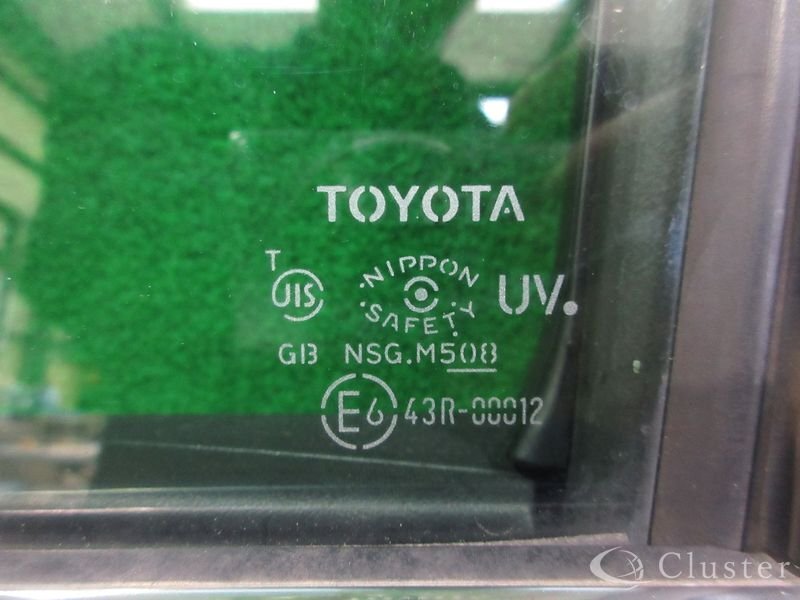 TOYOTA
T
JIS
NIPPON
SAFETY
UV.
GB NSG.M508
E6 43R-00012
Cluster